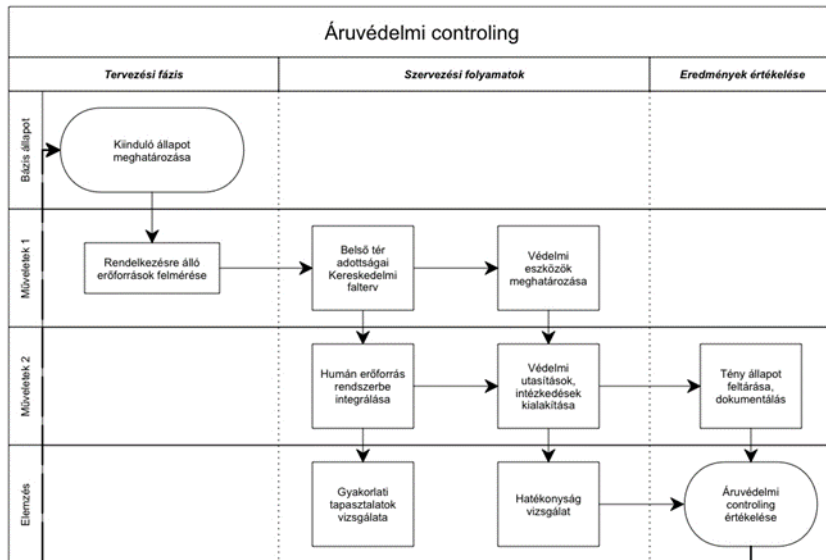 Áruvédelmi controling
Tervezési fázis
Szervezési folyamatok
Eredmények értékelése
Bázis állapot
Kiinduló állapot
meghatározása
Műveletek 1
Rendelkezésre álló
erőforrások felmérése
Belső tér
adottságai
Kereskedelmi
falterv
Védelmi
eszközök
meghatározása
Műveletek 2
Humán erőforrás
rendszerbe
integrálása
Védelmi
utasítások,
intézkedések
kialakítása
Tény állapot
feltárása,
dokumentálás
Elemzés
Gyakorlati
tapasztalatok
vizsgálata
Hatékonyság
vizsgálat
Áruvédelmi
controling
értékelése